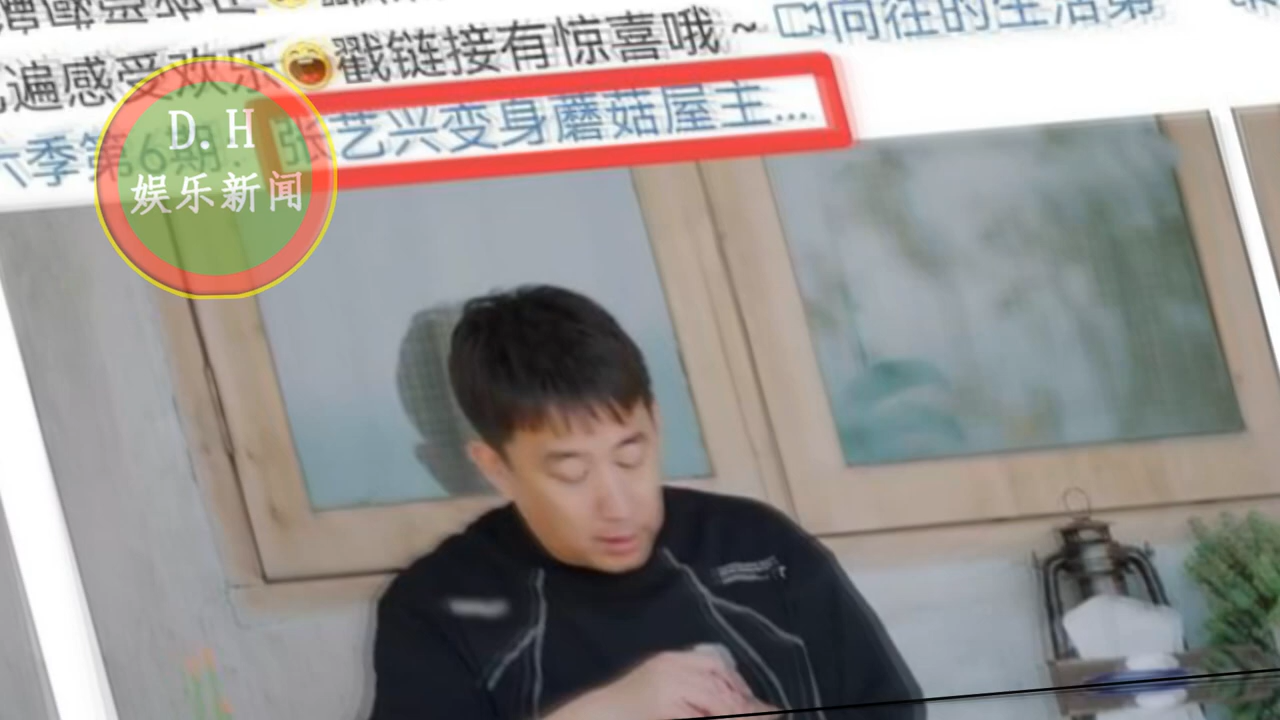 遍感受欢乐😄戳链接有惊喜哦~ 向往的生活第
六季第6期：张艺兴变身蘑菇屋主...
D.H
娱乐新闻